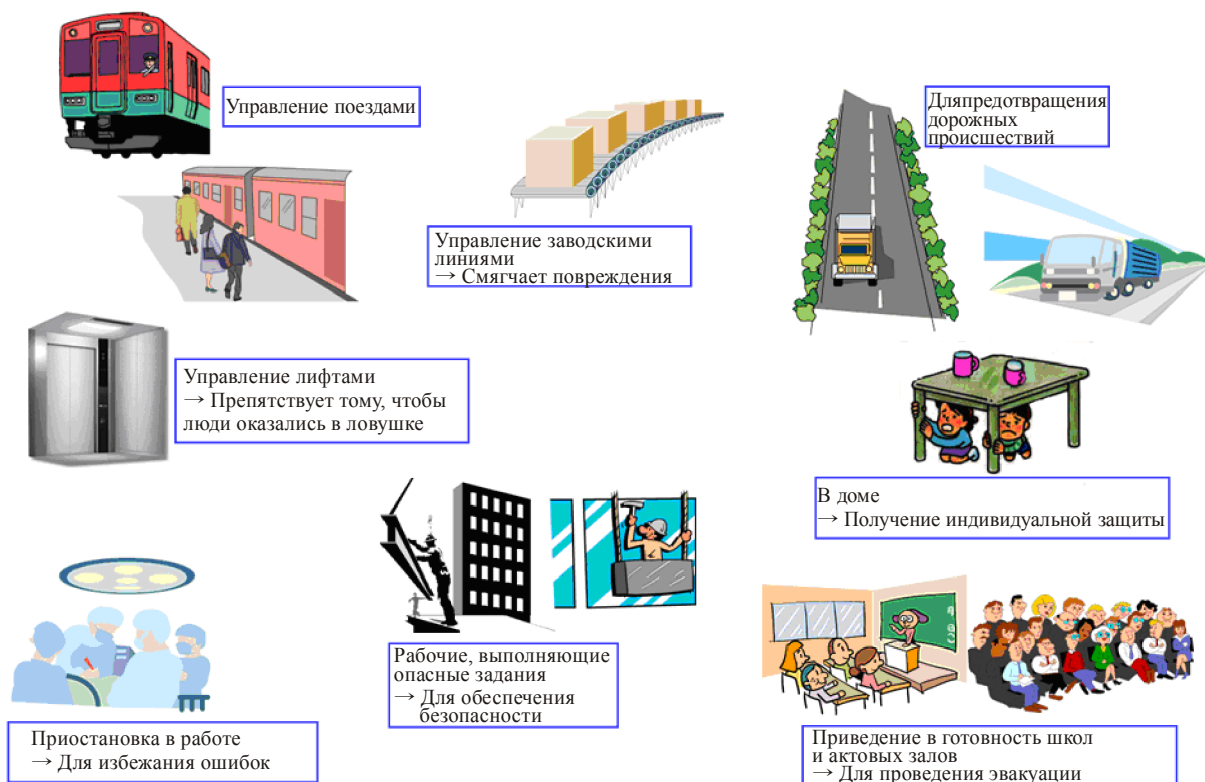 Управление поездами
Управление заводскими
линиями
→ Смягчает повреждения
Дляпредотвращения
дорожных
происшествий
Управление лифтами
→ Препятствует тому, чтобы
люди оказались в ловушке
В доме
→ Получение индивидуальной защиты
Рабочие, выполняющие
опасные задания
→ Для обеспечения
безопасности
Приостановка в работе
→ Для избежания ошибок
Приведение в готовность школ
и актовых залов
→ Для проведения эвакуации